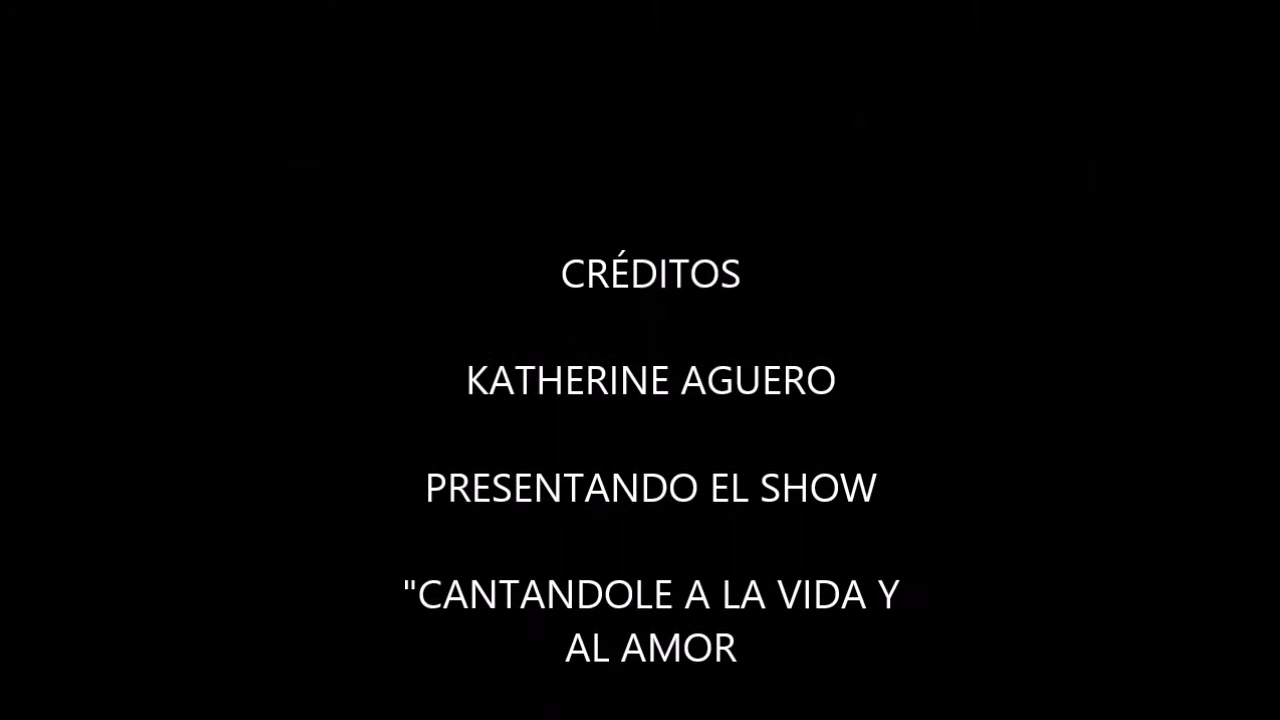 CRÉDITOS
KATHERINE AGUERO
PRESENTANDO EL SHOW
"CANTANDOLE A LA VIDA Y
AL AMOR